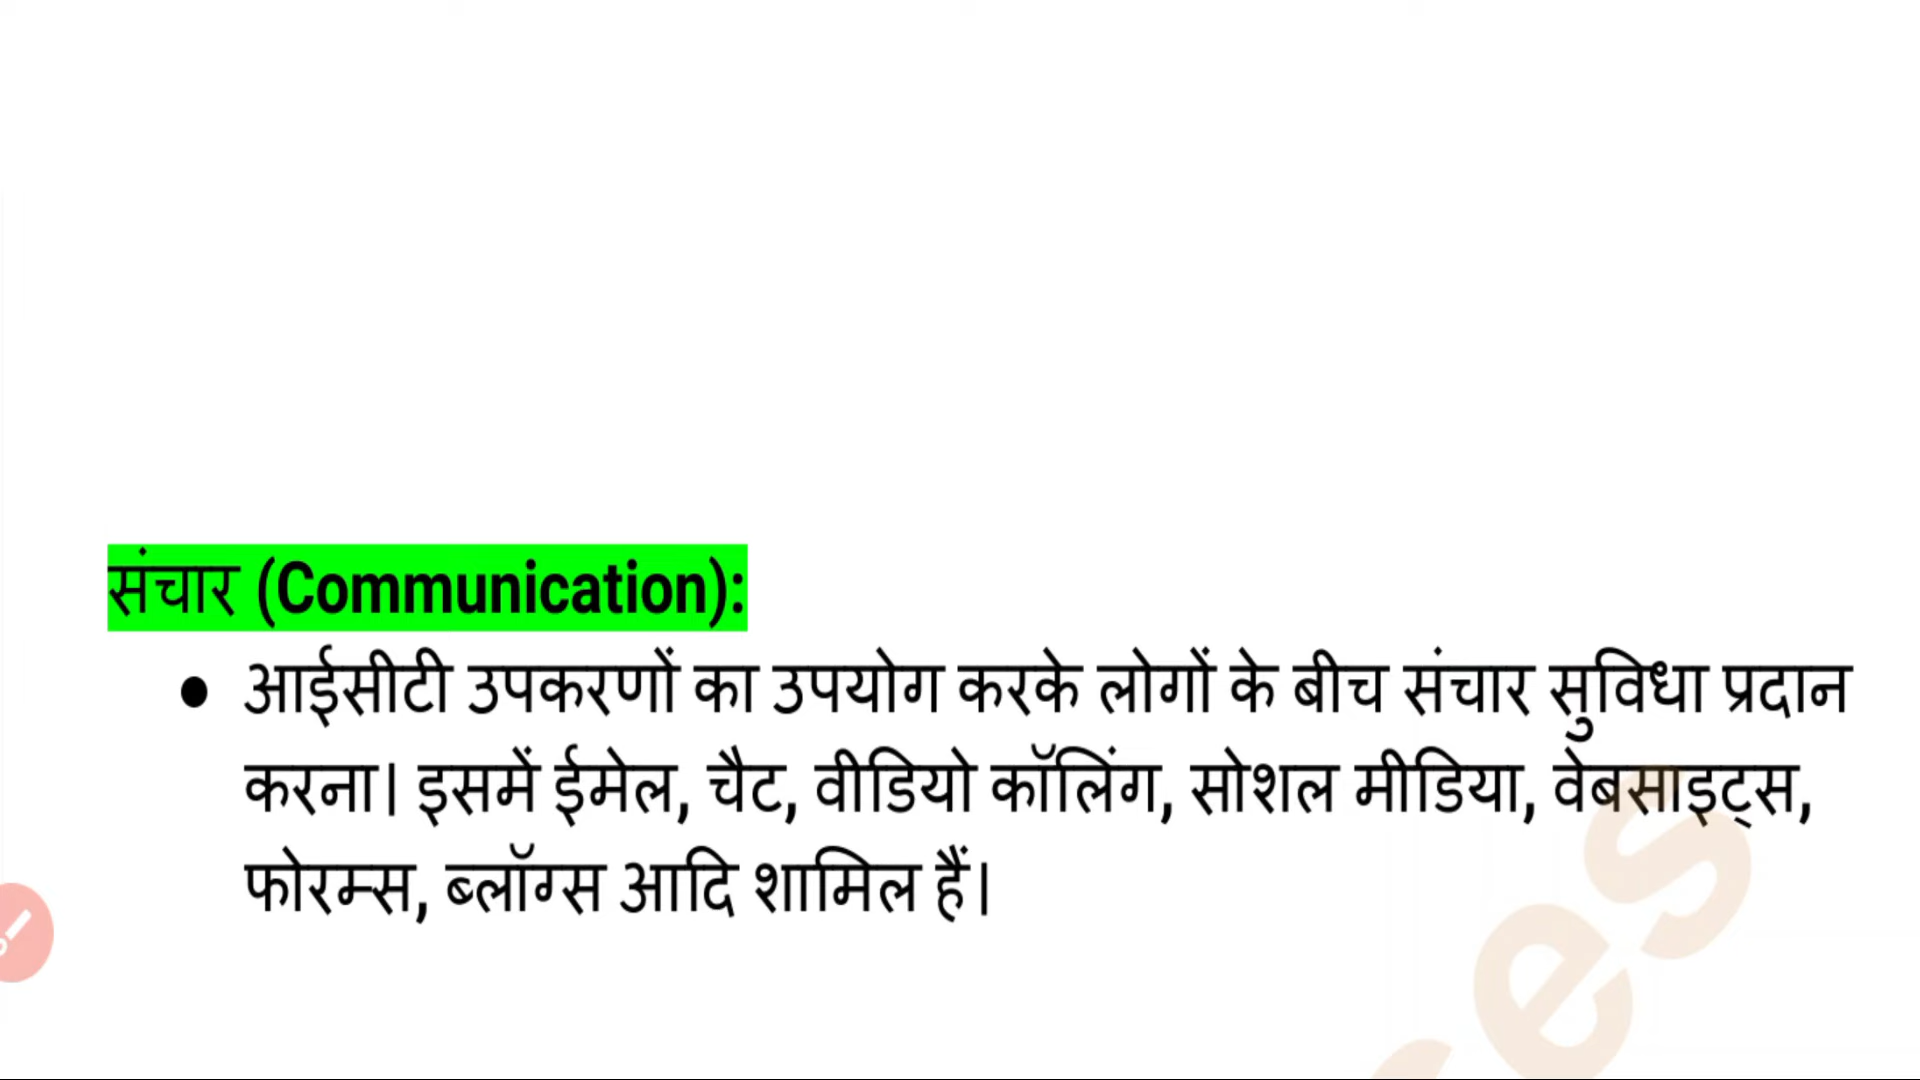 संचार (Communication):
● आईसीटी उपकरणों का उपयोग करके लोगों के बीच संचार सुविधा प्रदान
करना। इसमें ईमेल, चैट, वीडियो कॉलिंग, सोशल मीडिया, वेबसाइट्स,
फोरम्स, ब्लॉग्स आदि शामिल हैं।